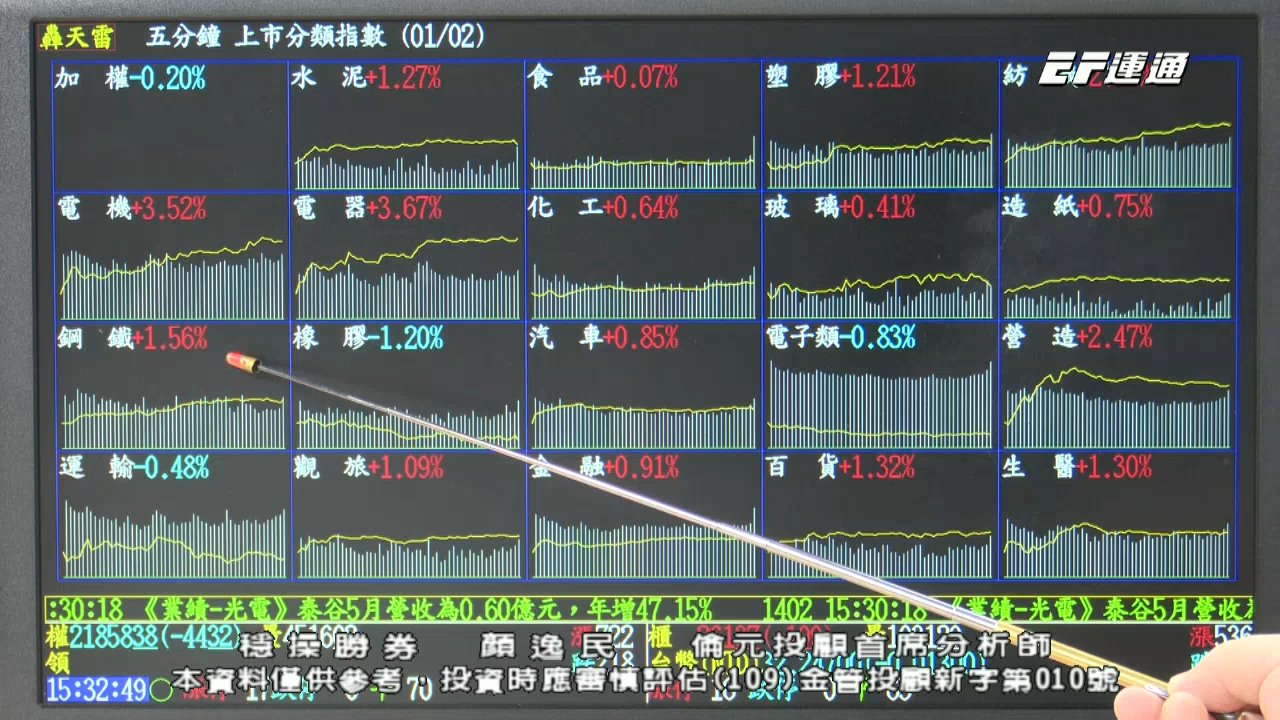 轟天雷 五分鐘 上市分類指數 (01/02)
EF運通
加權-0.20% 水泥+1.27% 食品+0.07% 塑膠+1.21% 紡
電機+3.52% 電器+3.67% 化工+0.64% 玻璃+0.41% 造紙+0.75%
鋼鐵+1.56% 橡膠-1.20% 汽車+0.85% 電子類-0.83% 營造+2.47%
運輸-0.48% 觀旅+1.09% 金融+0.91% 百貨+1.32% 生醫+1.30%
:30:18 《業績-光電》泰谷5月營收為0.60億元，年增47.15% 1402 15:30:18 《業績-光電》泰谷5月營收
權2185838(-4432) 櫃 漲536
領
穩操勝券 顏逸民 倫元投顧首席分析師
本資料僅供參考．投資時應審慎評估(109)金管投顧新字第010號
15:32:49 70